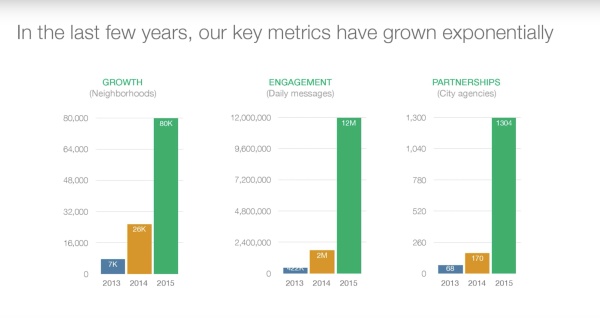 In the last few years, our key metrics have grown exponentially
GROWTH
(Neighborhoods)
80,000
64,000
48,000
32,000
16,000
0
80K
26K
7K
2013 2014 2015
ENGAGEMENT
(Daily messages)
12,000,000
9,600,000
7,200,000
4,800,000
2,400,000
0
12M
2M
2013 2014 2015
PARTNERSHIPS
(City agencies)
1,300
1,040
780
520
260
0
1304
170
68
2013 2014 2015